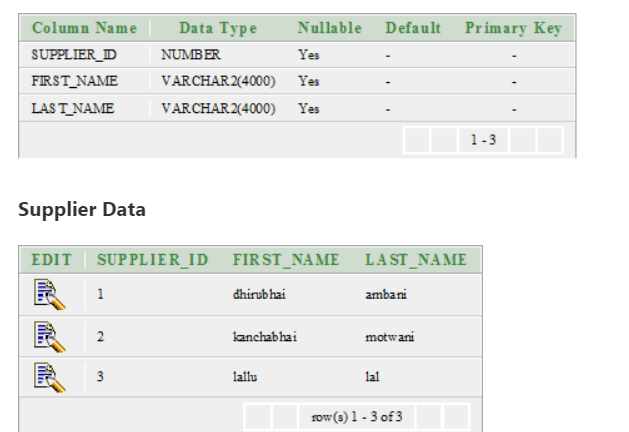 Column Name Data Type Nullable Default Primary Key
SUPPLIER_ID NUMBER Yes - -
FIRST_NAME VARCHAR2(4000) Yes - -
LAST_NAME VARCHAR2(4000) Yes - -
1 - 3
Supplier Data
EDIT SUPPLIER_ID FIRST_NAME LAST_NAME
1 dhirubhai ambani
2 kanchabhai motwani
3 lallu lal
row(s) 1 - 3 of 3